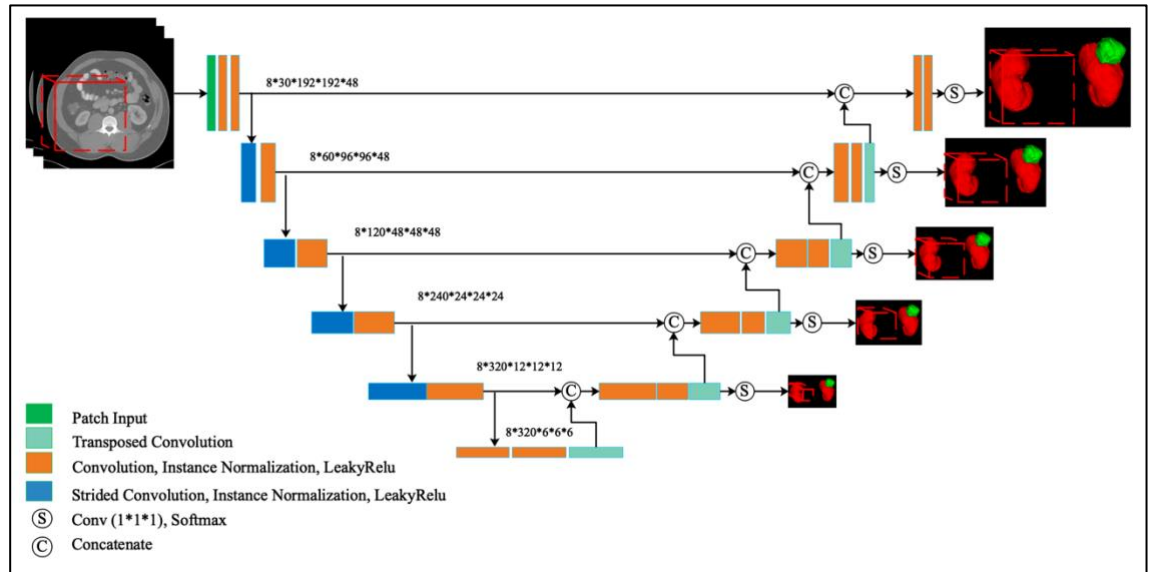 8*30*192*192*48
C
S
8*60*96*96*48
C
S
8*120*48*48*48
C
S
8*240*24*24*24
C
S
8*320*12*12*12
C
S
8*320*6*6*6
Patch Input
Transposed Convolution
Convolution, Instance Normalization, LeakyRelu
Strided Convolution, Instance Normalization, LeakyRelu
S Conv (1*1*1), Softmax
C Concatenate